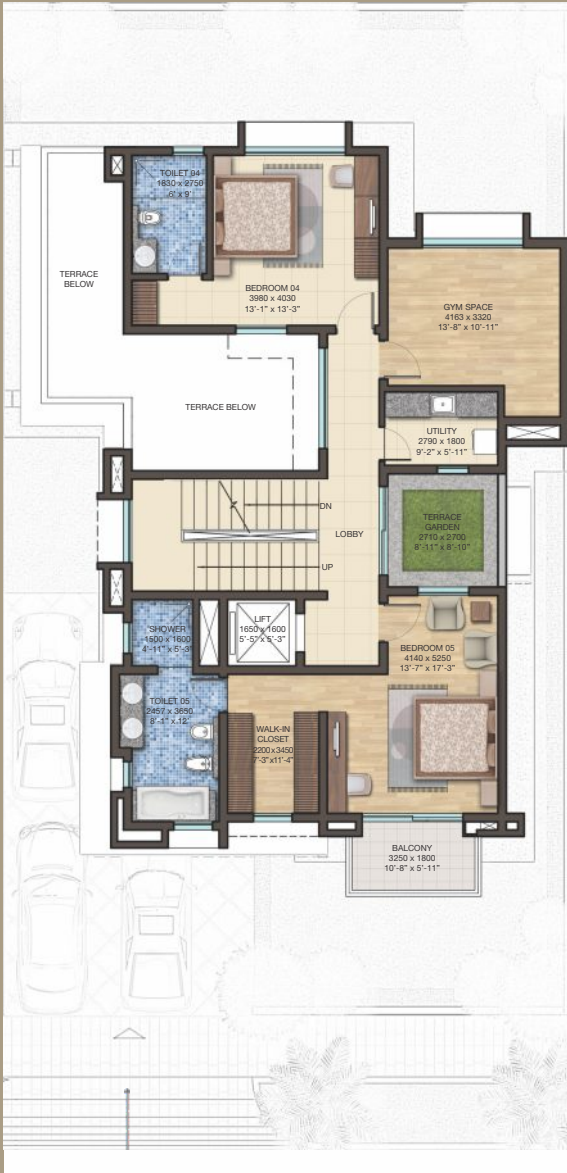 TOILET 04
1830 x 2750
6' x 9'
TERRACE
BELOW
BEDROOM 04
3980 x 4030
13'-1" x 13'-3"
GYM SPACE
4163 x 3320
13'-8" x 10'-11"
TERRACE BELOW
UTILITY
2790 x 1800
9'-2" x 5'-11"
DN
LOBBY
TERRACE
GARDEN
2710 x 2700
8'-11" x 8'-10"
UP
LIFT
1650 x 1600
5'-5" x 5'-3"
SHOWER
1500 x 1600
4'-11" x 5'-3"
BEDROOM 05
4140 x 5250
13'-7" x 17'-3"
TOILET 05
2457 x 3650
8'-1" x 12'
WALK-IN
CLOSET
2200 x 3450
7'-3" x11'-4"
BALCONY
3250 x 1800
10'-8" x 5'-11"